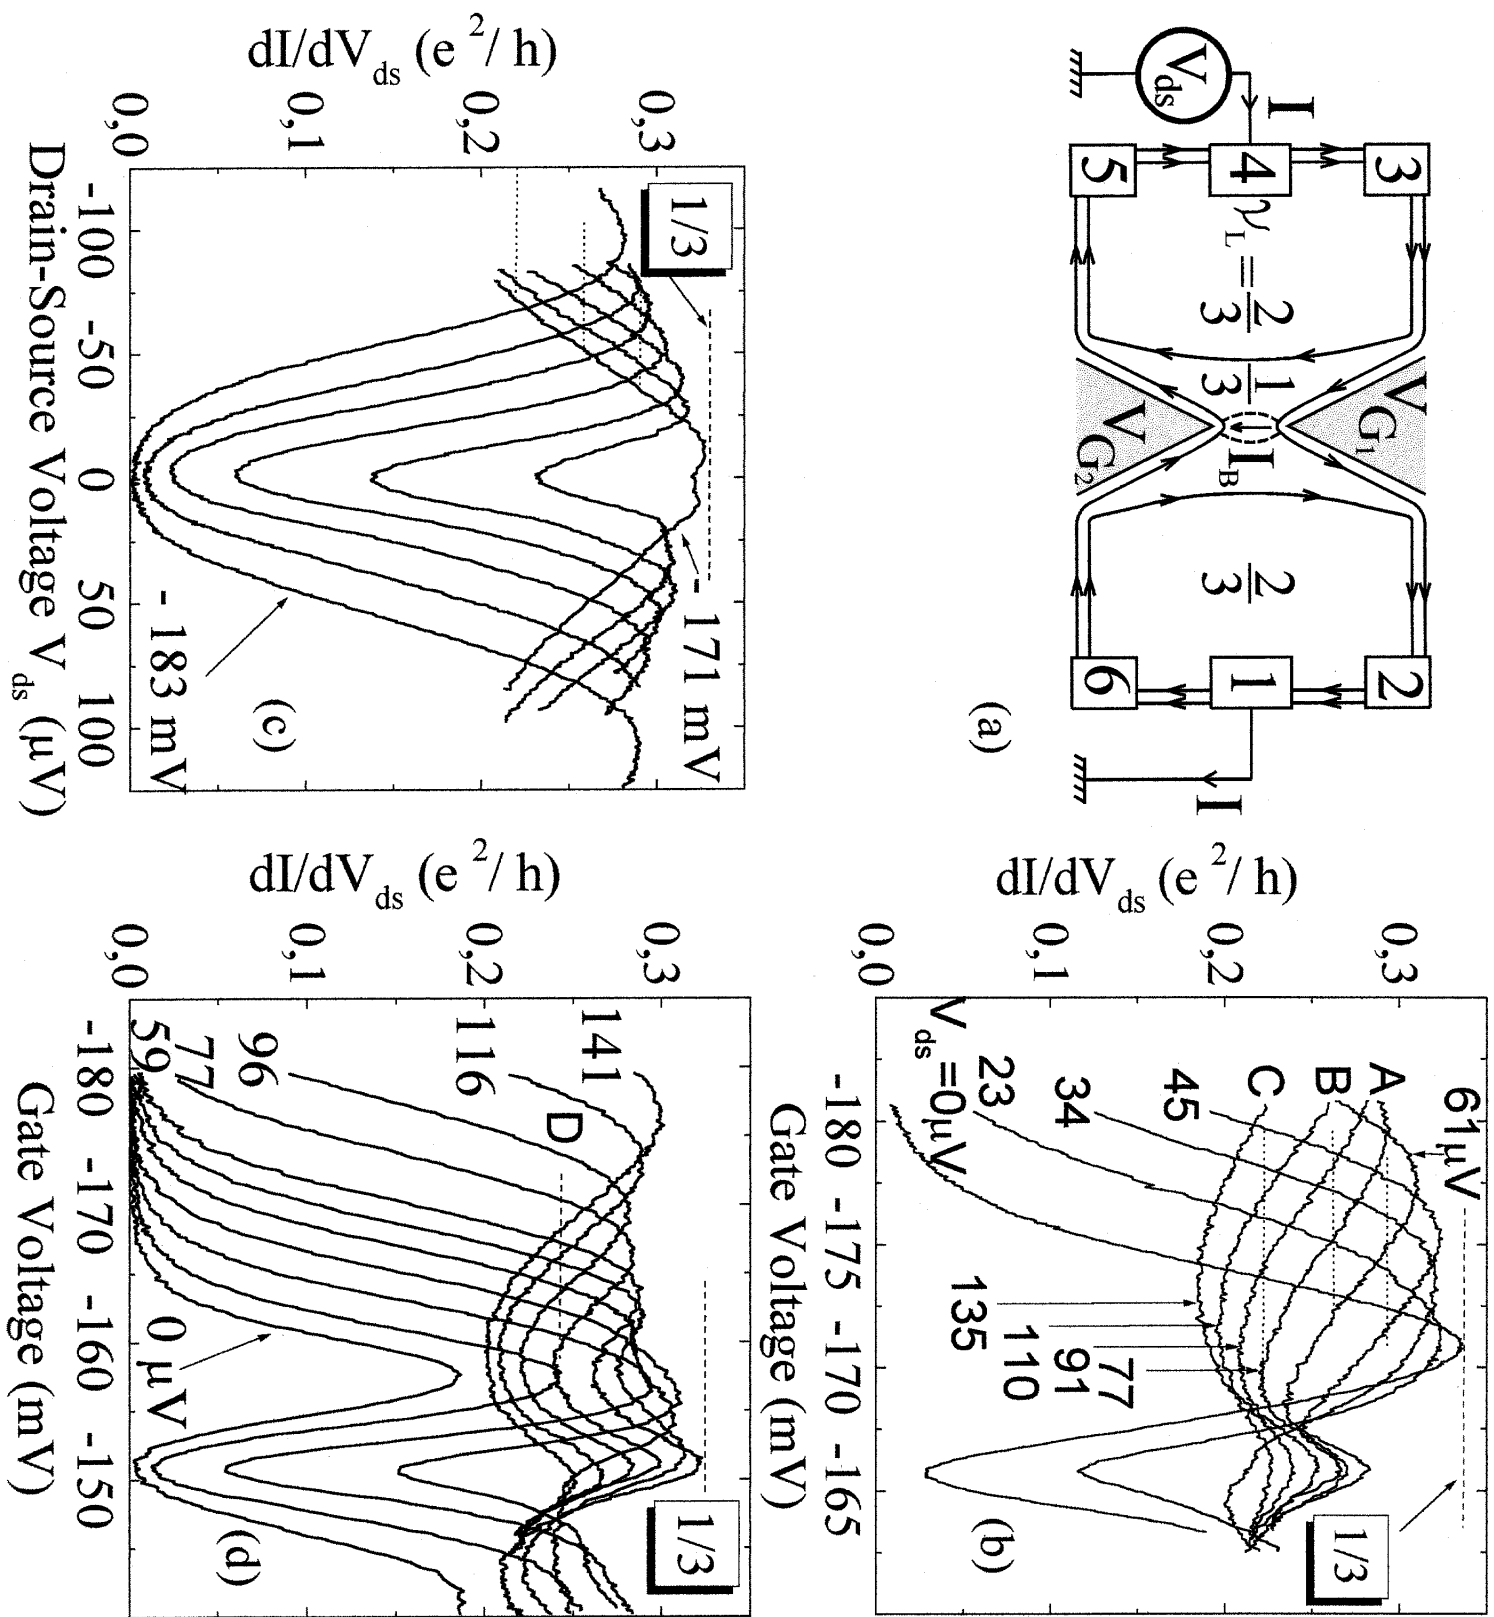 I
V_ds
3
4
5
ν_L = 2/3
1/3
V_G1
V_G2
I_B
2/3
2
1
6
I
(a)
dI/dV_ds (e²/h)
0,0
0,1
0,2
0,3
61μV
A
B
C
45
34
23
V_ds=0μV
135
110
91
77
1/3
(b)
-180
-175
-170
-165
Gate Voltage (mV)
dI/dV_ds (e²/h)
0,0
0,1
0,2
0,3
1/3
- 171 mV
- 183 mV
(c)
-100
-50
0
50
100
Drain-Source Voltage V_ds (μV)
dI/dV_ds (e²/h)
0,0
0,1
0,2
0,3
141
D
116
96
77
59
0 μV
1/3
(d)
-180
-170
-160
-150
Gate Voltage (mV)